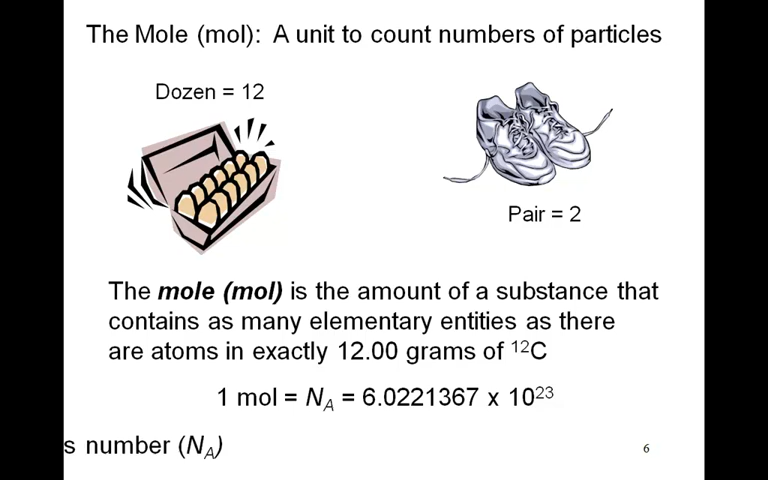 The Mole (mol): A unit to count numbers of particles
Dozen = 12
Pair = 2
The mole (mol) is the amount of a substance that
contains as many elementary entities as there
are atoms in exactly 12.00 grams of ¹²C
1 mol = N_A = 6.0221367 x 10²³
s number (N_A)
6